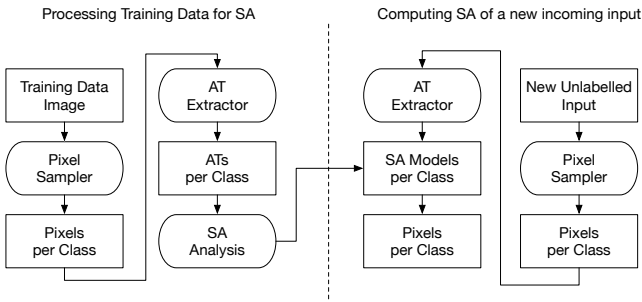 Processing Training Data for SA
Computing SA of a new incoming input
Training Data
Image
Pixel
Sampler
Pixels
per Class
AT
Extractor
ATs
per Class
SA
Analysis
AT
Extractor
SA Models
per Class
Pixels
per Class
New Unlabelled
Input
Pixel
Sampler
Pixels
per Class